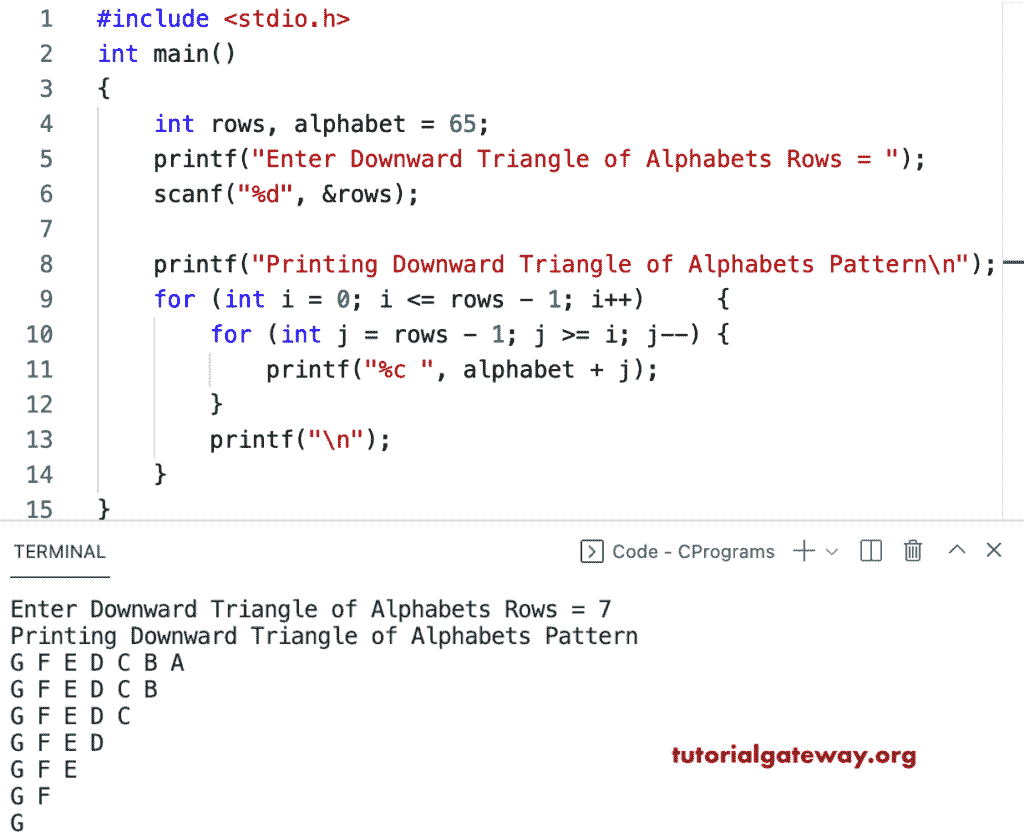 1 #include <stdio.h>
2 int main()
3 {
4 int rows, alphabet = 65;
5 printf("Enter Downward Triangle of Alphabets Rows = ");
6 scanf("%d", &rows);
7
8 printf("Printing Downward Triangle of Alphabets Pattern\n");
9 for (int i = 0; i <= rows - 1; i++) {
10 for (int j = rows - 1; j >= i; j--) {
11 printf("%c ", alphabet + j);
12 }
13 printf("\n");
14 }
15 }
TERMINAL Code - CPrograms
Enter Downward Triangle of Alphabets Rows = 7
Printing Downward Triangle of Alphabets Pattern
G F E D C B A
G F E D C B
G F E D C
G F E D
tutorialgateway.org
G F E
G F
G